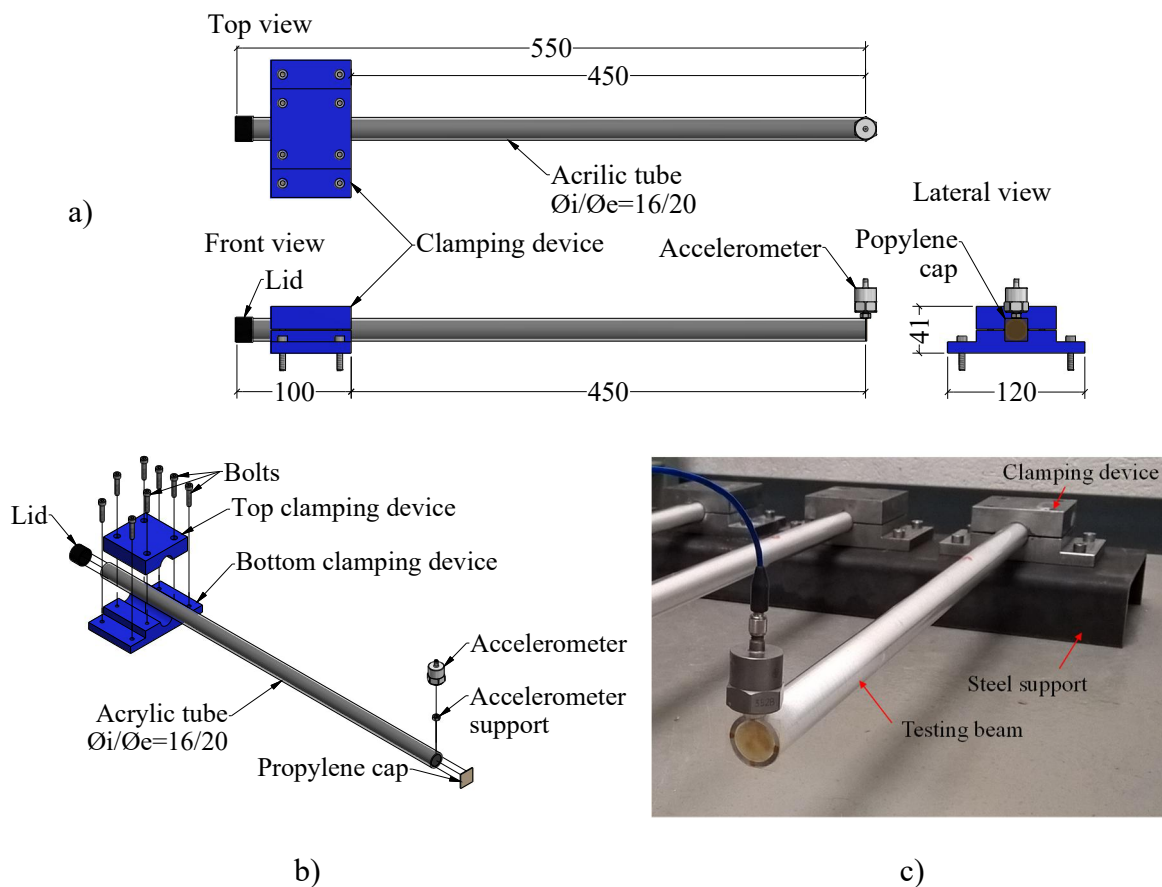 Top view
550
450
Acrilic tube
Øi/Øe=16/20
a)
Lateral view
Front view
Clamping device
Accelerometer
Popylene
cap
Lid
41
100
450
120
Bolts
Lid
Top clamping device
Bottom clamping device
Accelerometer
Accelerometer
support
Acrylic tube
Øi/Øe=16/20
Propylene cap
Clamping device
Steel support
Testing beam
b)
c)